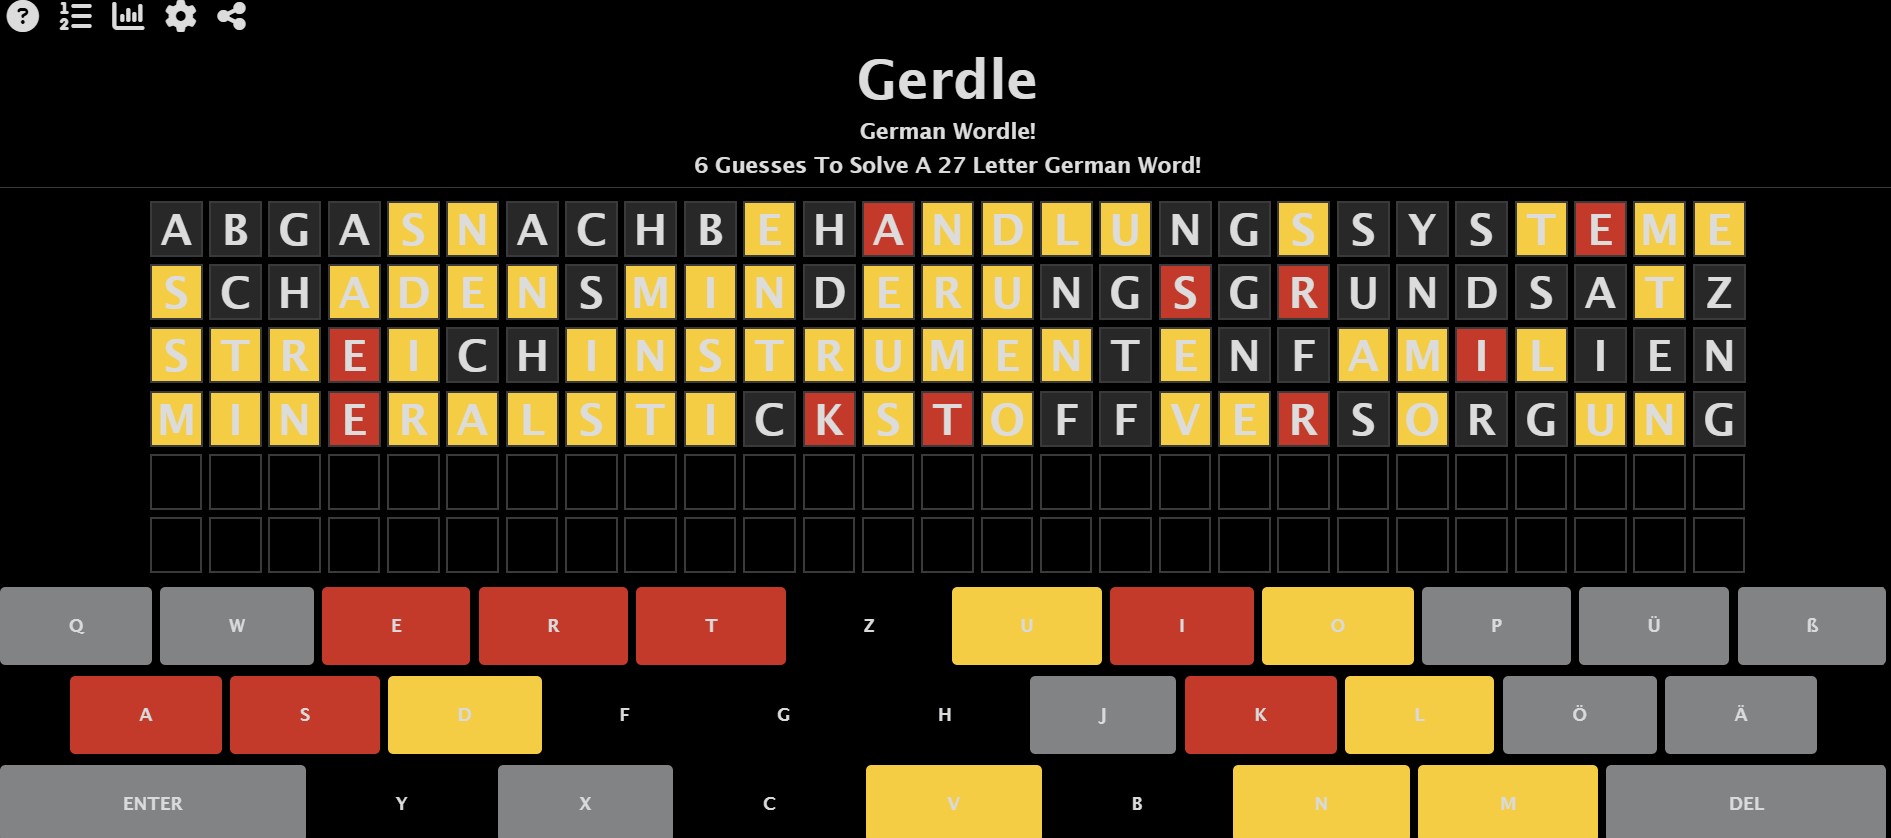 Gerdle
German Wordle!
6 Guesses To Solve A 27 Letter German Word!
A B G A S N A C H B E H A N D L U N G S S Y S T E M E
S C H A D E N S M I N D E R U N G S G R U N D S A T Z
S T R E I C H I N S T R U M E N T E N F A M I L I E N
M I N E R A L S T I C K S T O F F V E R S O R G U N G
Q W E R T Z U I O P Ü ß
A S D F G H J K L Ö Ä
ENTER Y X C V B N M DEL